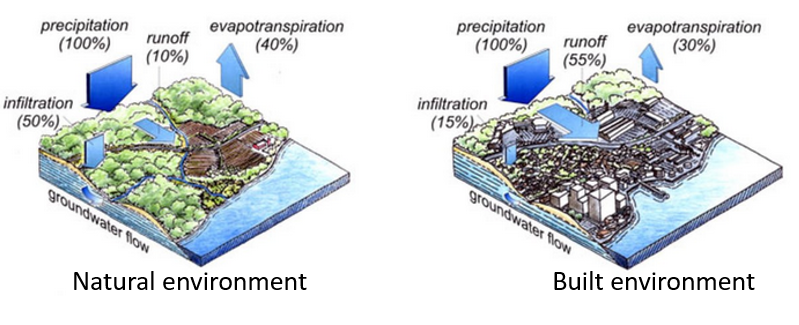 precipitation
(100%)
runoff
(10%)
evapotranspiration
(40%)
infiltration
(50%)
groundwater flow
Natural environment
precipitation
(100%)
runoff
(55%)
evapotranspiration
(30%)
infiltration
(15%)
groundwater flow
Built environment